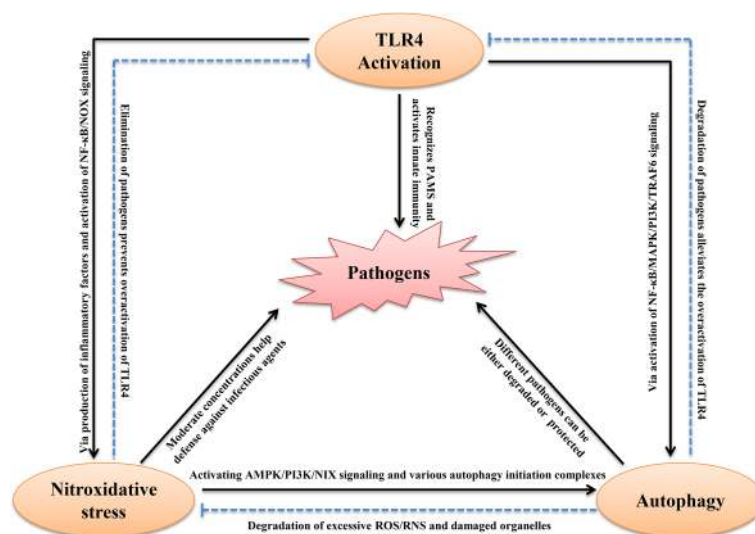 TLR4
Activation
Via production of inflammatory factors and activation of NF-κB/NOX signaling
Elimination of pathogens prevents overactivation of TLR4
Recognizes PAMS and
activates innate immunity
Via activation of NF-κB/MAPK/PI3K/TRAF6 signaling
Degradation of pathogens alleviates the overactivation of TLR4
Pathogens
Moderate concentrations help
defense against infectious agents
Different pathogens can be
either degraded or protected
Activating AMPK/PI3K/NIX signaling and various autophagy initiation complexes
Nitroxidative
stress
Autophagy
Degradation of excessive ROS/RNS and damaged organelles